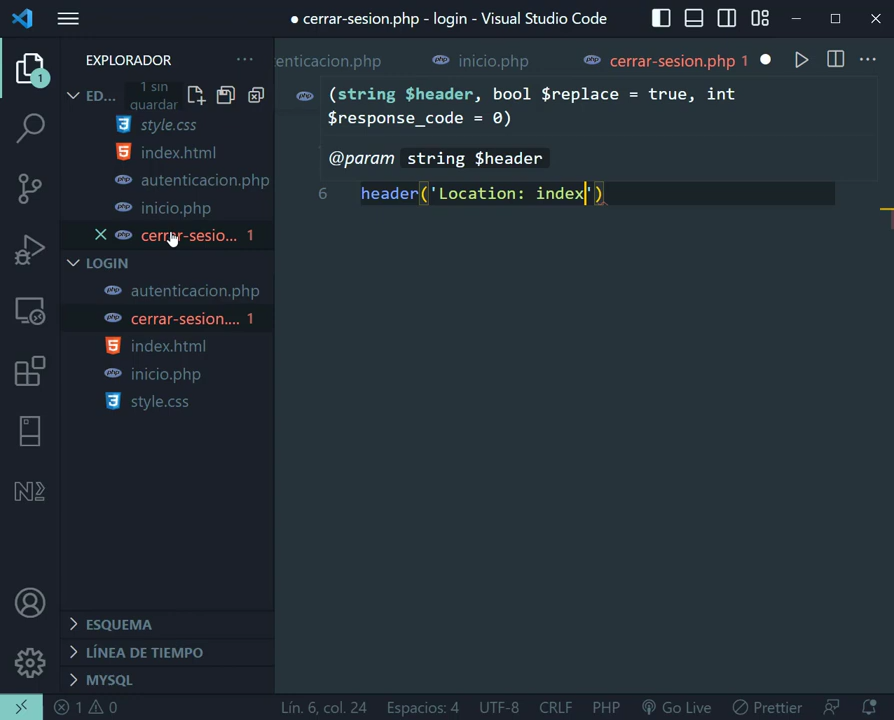 cerrar-sesion.php - login - Visual Studio Code
EXPLORADOR
1
ED...
1 sin guardar
style.css
index.html
autenticacion.php
inicio.php
cerrar-sesio... 1
LOGIN
autenticacion.php
cerrar-sesion.... 1
index.html
inicio.php
style.css
ESQUEMA
LÍNEA DE TIEMPO
MYSQL
enticacion.php
inicio.php
cerrar-sesion.php 1
(string $header, bool $replace = true, int
$response_code = 0)
@param string $header
6 header('Location: index')
1 0
Lín. 6, col. 24
Espacios: 4
UTF-8
CRLF
PHP
Go Live
Prettier